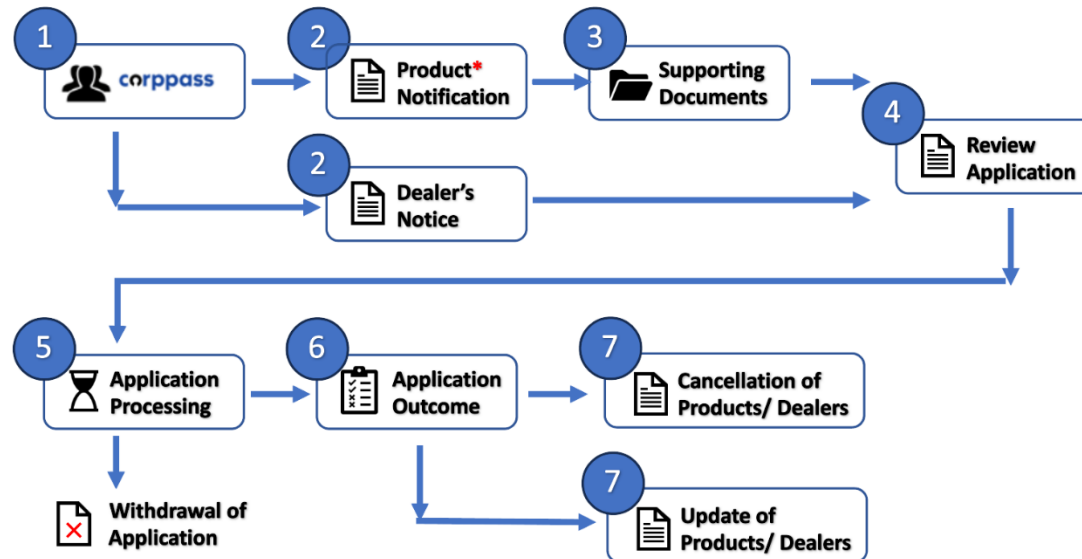 1
corppass
2
Product*
Notification
3
Supporting
Documents
2
Dealer's
Notice
4
Review
Application
5
Application
Processing
6
Application
Outcome
7
Cancellation of
Products/ Dealers
Withdrawal of
Application
7
Update of
Products/ Dealers